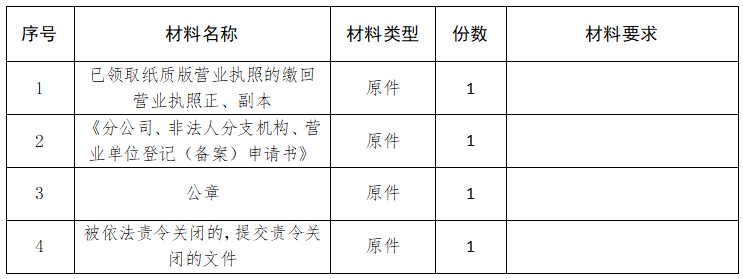 序号 材料名称 材料类型 份数 材料要求
1 已领取纸质版营业执照的缴回 原件 1
营业执照正、副本
2 《分公司、非法人分支机构、营 原件 1
业单位登记（备案）申请书》
3 公章 原件 1
4 被依法责令关闭的，提交责令关 原件 1
闭的文件